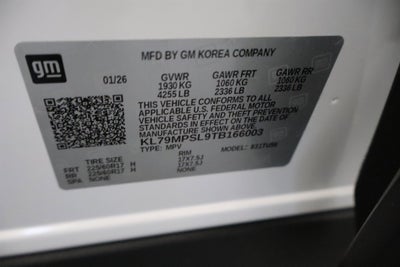 gm
MFD BY GM KOREA COMPANY
01/26
GVWR GAWR FRT GAWR RR
1930 KG 1060 KG 1060 KG
4255 LB 2336 LB 2336 LB
THIS VEHICLE CONFORMS TO ALL
APPLICABLE U.S. FEDERAL MOTOR
VEHICLE SAFETY AND THEFT PREVENTION
STANDARDS IN EFFECT ON THE DATE OF
MANUFACTURE SHOWN ABOVE.
KL79MPSL9TB166003
TYPE: MPV MODEL:
TIRE SIZE RIM
FRT 225/60R17 H 17X7.5J
RR 225/60R17 H 17X7.5J
SPA NONE NONE